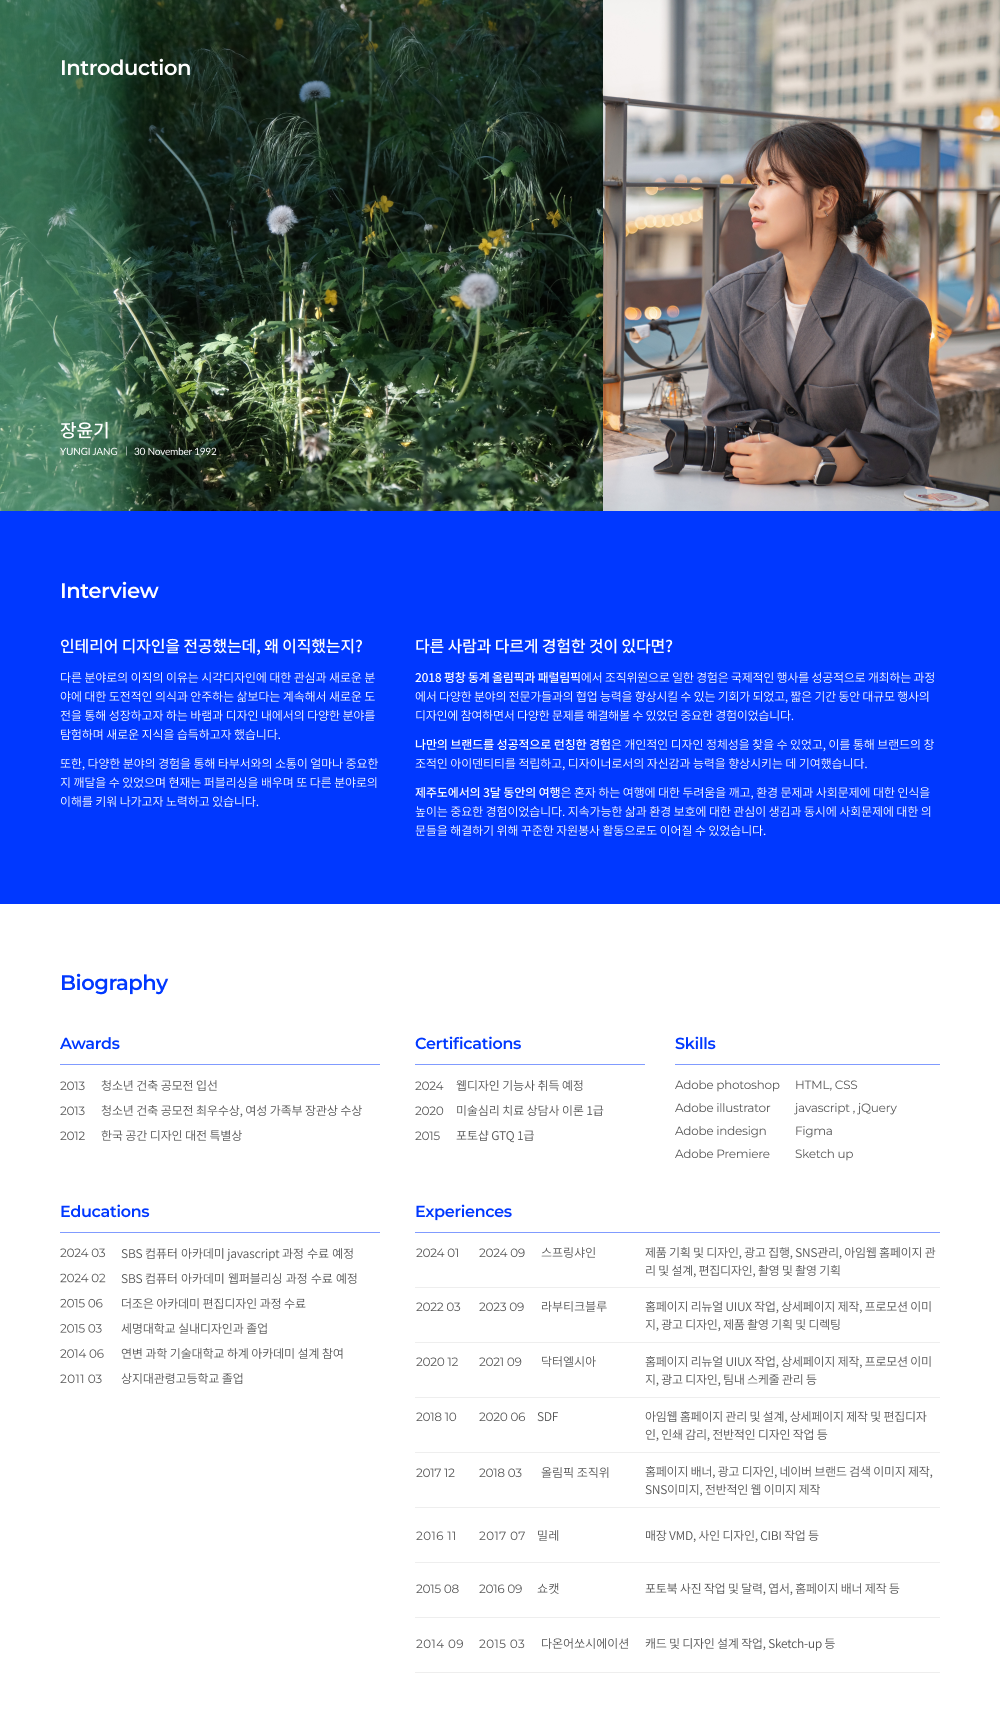 Introduction
장윤기
YUNGI JANG | 30 November 1992
Interview
인테리어 디자인을 전공했는데, 왜 이직했는지?
다른 분야로의 이직의 이유는 시각디자인에 대한 관심과 새로운 분
야에 대한 도전적인 의식과 안주하는 삶보다는 계속해서 새로운 도
전을 통해 성장하고자 하는 바램과 디자인 내에서의 다양한 분야를
탐험하며 새로운 지식을 습득하고자 했습니다.
또한, 다양한 분야의 경험을 통해 타부서와의 소통이 얼마나 중요한
지 깨달을 수 있었으며 현재는 퍼블리싱을 배우며 또 다른 분야로의
이해를 키워 나가고자 노력하고 있습니다.
다른 사람과 다르게 경험한 것이 있다면?
2018 평창 동계 올림픽과 패럴림픽에서 조직위원으로 일한 경험은 국제적인 행사를 성공적으로 개최하는 과정
에서 다양한 분야의 전문가들과의 협업 능력을 향상시킬 수 있는 기회가 되었고, 짧은 기간 동안 대규모 행사의
디자인에 참여하면서 다양한 문제를 해결해볼 수 있었던 중요한 경험이었습니다.
나만의 브랜드를 성공적으로 런칭한 경험은 개인적인 디자인 정체성을 찾을 수 있었고, 이를 통해 브랜드의 창
조적인 아이덴티티를 적립하고, 디자이너로서의 자신감과 능력을 향상시키는 데 기여했습니다.
제주도에서의 3달 동안의 여행은 혼자 하는 여행에 대한 두려움을 깨고, 환경 문제과 사회문제에 대한 인식을
높이는 중요한 경험이었습니다. 지속가능한 삶과 환경 보호에 대한 관심이 생김과 동시에 사회문제에 대한 의
문들을 해결하기 위해 꾸준한 자원봉사 활동으로도 이어질 수 있었습니다.
Biography
Awards
2013 청소년 건축 공모전 입선
2013 청소년 건축 공모전 최우수상, 여성 가족부 장관상 수상
2012 한국 공간 디자인 대전 특별상
Certifications
2024 웹디자인 기능사 취득 예정
2020 미술심리 치료 상담사 이론 1급
2015 포토샵 GTQ 1급
Skills
Adobe photoshop HTML, CSS
Adobe illustrator javascript , jQuery
Adobe indesign Figma
Adobe Premiere Sketch up
Educations
2024 03 SBS 컴퓨터 아카데미 javascript 과정 수료 예정
2024 02 SBS 컴퓨터 아카데미 웹퍼블리싱 과정 수료 예정
2015 06 더조은 아카데미 편집디자인 과정 수료
2015 03 세명대학교 실내디자인과 졸업
2014 06 연변 과학 기술대학교 하계 아카데미 설계 참여
2011 03 상지대관령고등학교 졸업
Experiences
2024 01 2024 09 스프링샤인 제품 기획 및 디자인, 광고 집행, SNS관리, 아임웹 홈페이지 관
리 및 설계, 편집디자인, 촬영 및 촬영 기획
2022 03 2023 09 라부티크블루 홈페이지 리뉴얼 UIUX 작업, 상세페이지 제작, 프로모션 이미
지, 광고 디자인, 제품 촬영 기획 및 디렉팅
2020 12 2021 09 닥터엘시아 홈페이지 리뉴얼 UIUX 작업, 상세페이지 제작, 프로모션 이미
지, 광고 디자인, 팀내 스케줄 관리 등
2018 10 2020 06 SDF 아임웹 홈페이지 관리 및 설계, 상세페이지 제작 및 편집디자
인, 인쇄 감리, 전반적인 디자인 작업 등
2017 12 2018 03 올림픽 조직위 홈페이지 배너, 광고 디자인, 네이버 브랜드 검색 이미지 제작,
SNS이미지, 전반적인 웹 이미지 제작
2016 11 2017 07 밀레 매장 VMD, 사인 디자인, CIBI 작업 등
2015 08 2016 09 쇼캣 포토북 사진 작업 및 달력, 엽서, 홈페이지 배너 제작 등
2014 09 2015 03 다온어쏘시에이션 캐드 및 디자인 설계 작업, Sketch-up 등